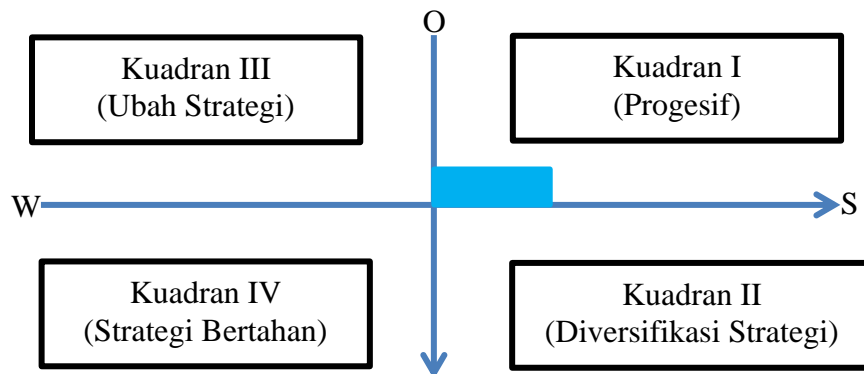 O
Kuadran III
(Ubah Strategi)
Kuadran I
(Progesif)
W
S
Kuadran IV
(Strategi Bertahan)
Kuadran II
(Diversifikasi Strategi)